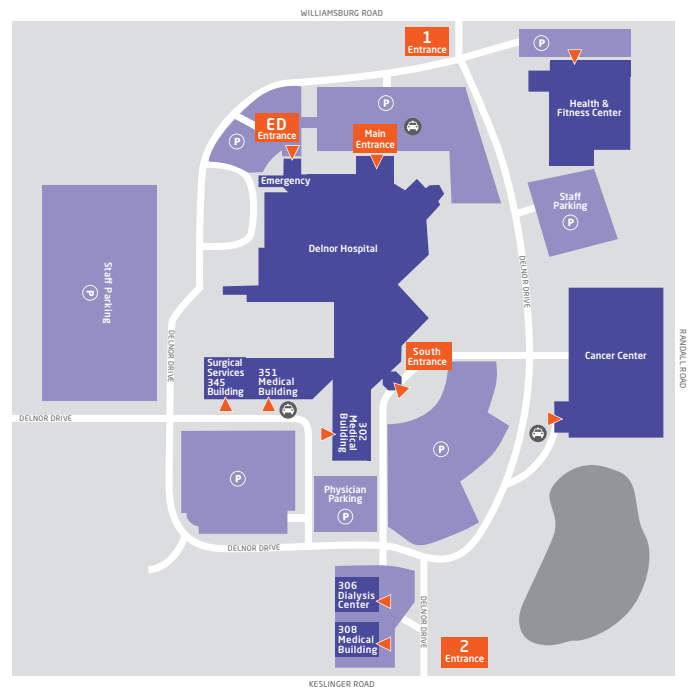 WILLIAMSBURG ROAD
1
Entrance
P
Health &
Fitness Center
P
ED
Entrance
P
Main
Entrance
Emergency
Staff
Parking
P
Delnor Hospital
Staff Parking
P
DELNOR DRIVE
DELNOR DRIVE
South
Entrance
Cancer Center
RANDALL ROAD
Surgical
Services
345
Building
351
Medical
Building
DELNOR DRIVE
302
Medical
Building
P
P
Physician
Parking
P
DELNOR DRIVE
306
Dialysis
Center
DELNOR DRIVE
308
Medical
Building
2
Entrance
KESLINGER ROAD